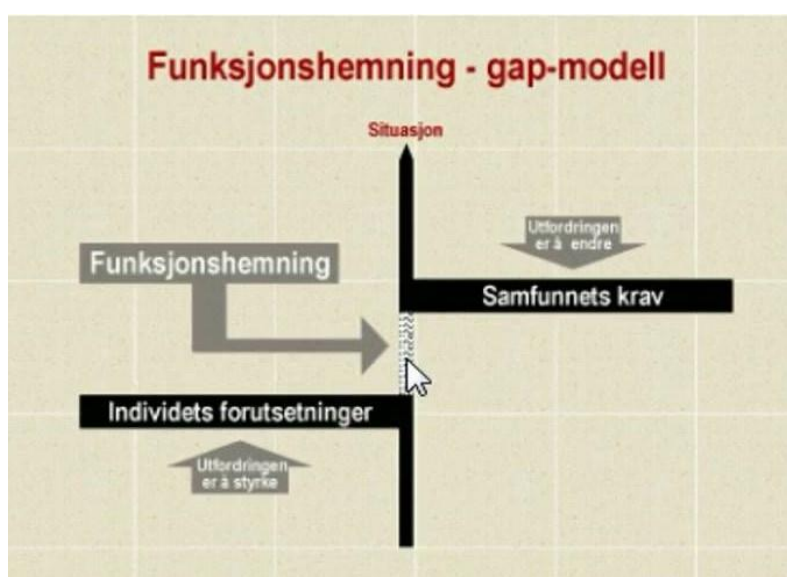 Funksjonshemning - gap-modell
Situasjon
Utfordringen
er å endre
Funksjonshemning
Samfunnets krav
Individets forutsetninger
Utfordringen
er å styrke